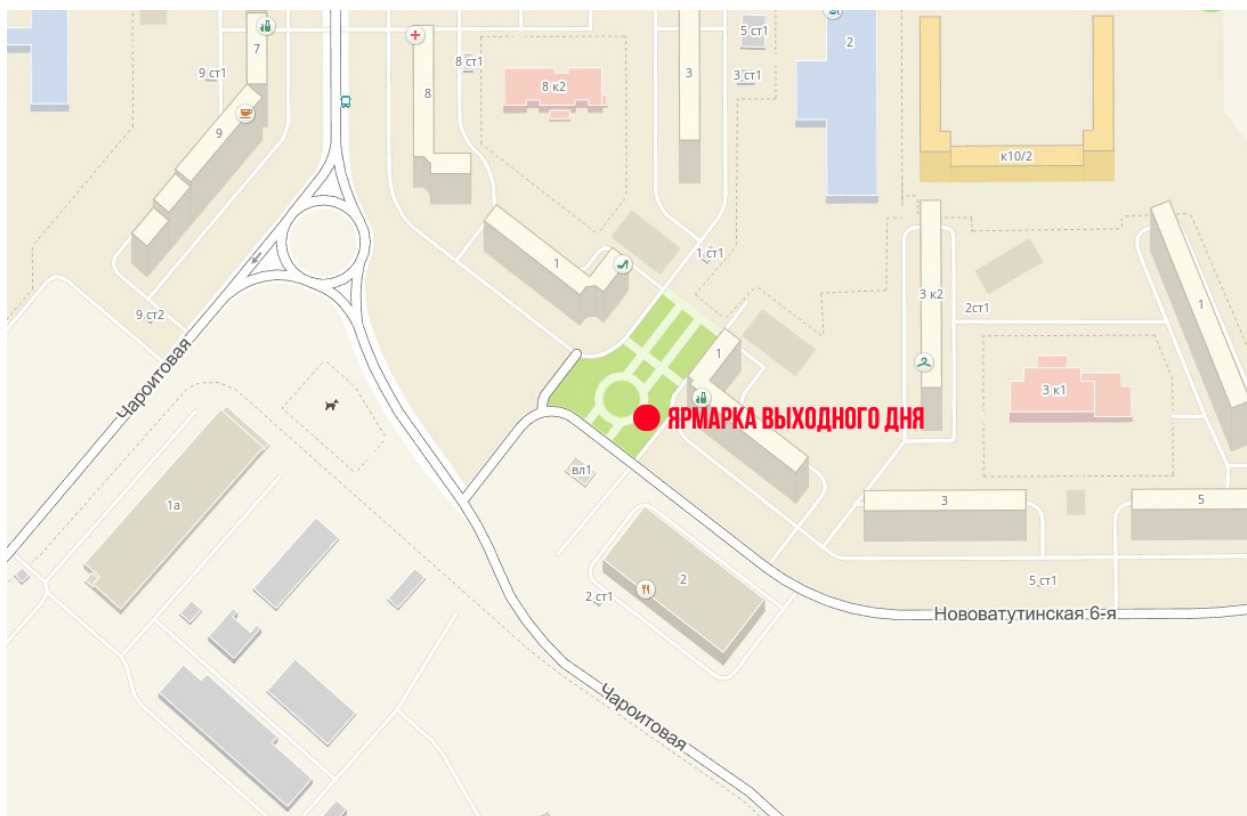 5 ст1
7
2
8 ст1
9 ст1
3
3 ст1
8
8 к2
9
к10/2
1 ст1
1
3 к2
1
2ст1
9 ст2
1
Чароитовая
3 к1
ЯРМАРКА ВЫХОДНОГО ДНЯ
вл1
1а
3
5
2
5 ст1
2 ст1
Нововатутинская 6-я
Чароитовая